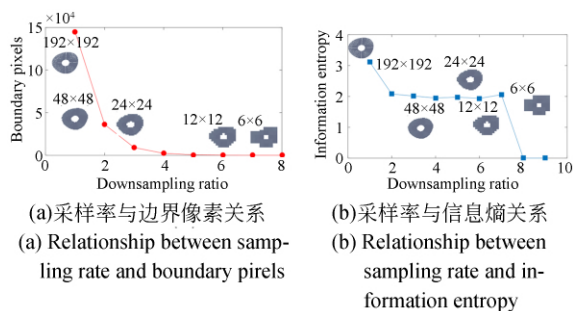 ×10⁴
15
10
5
0
Boundary pixels
192×192
48×48
24×24
12×12
6×6
0 2 4 6 8
Downsampling ratio
(a)采样率与边界像素关系
(a) Relationship between sam-
pling rate and boundary pirels
4
3
2
1
0
Information entropy
192×192
24×24
48×48
12×12
6×6
0 2 4 6 8 10
Downsampling ratio
(b)采样率与信息熵关系
(b) Relationship between
sampling rate and in-
formation entropy